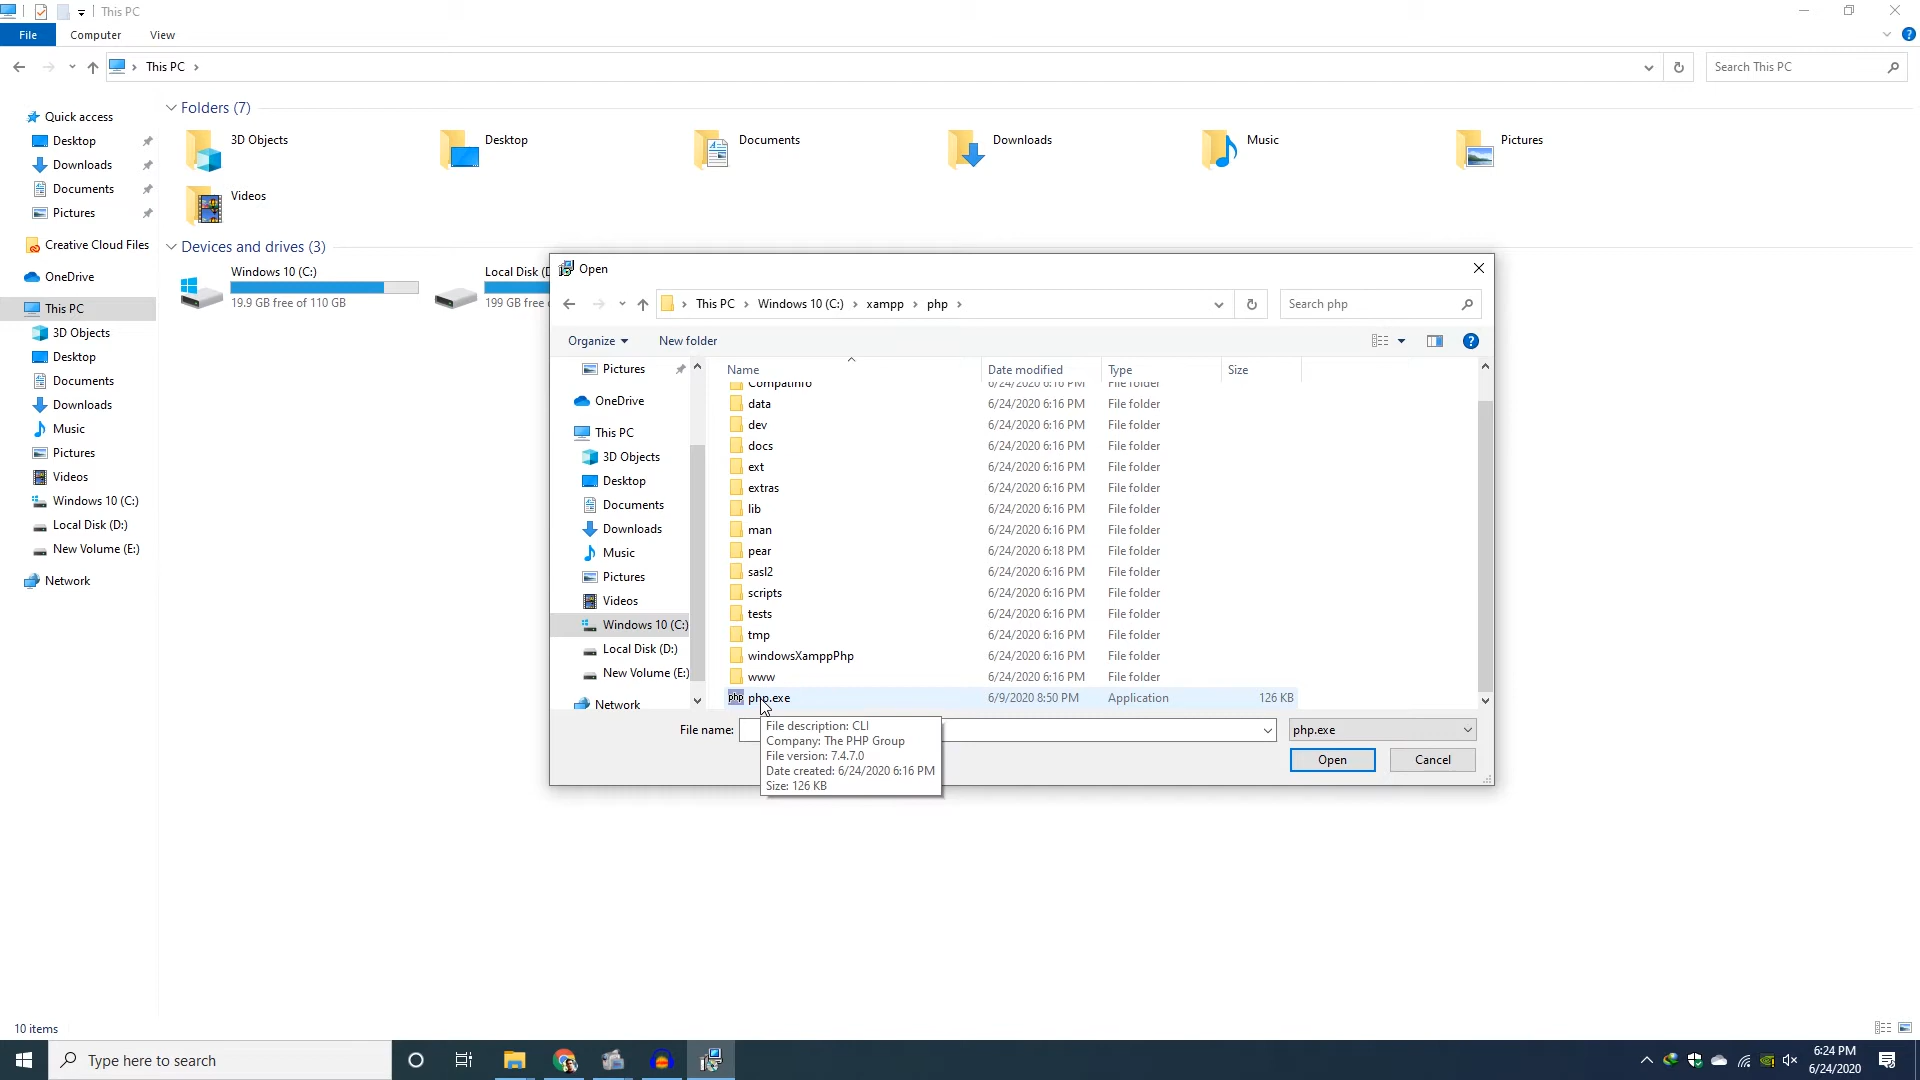 This PC
File
Computer
View
This PC
Search This PC
Quick access
Desktop
Downloads
Documents
Pictures
Creative Cloud Files
OneDrive
This PC
3D Objects
Desktop
Documents
Downloads
Music
Pictures
Videos
Windows 10 (C:)
Local Disk (D:)
New Volume (E:)
Network
Folders (7)
3D Objects
Desktop
Documents
Downloads
Music
Pictures
Videos
Devices and drives (3)
Windows 10 (C:)
19.9 GB free of 110 GB
Local Disk (D
199 GB free o
Open
This PC > Windows 10 (C:) > xampp > php >
Search php
Organize
New folder
Pictures
OneDrive
This PC
3D Objects
Desktop
Documents
Downloads
Music
Pictures
Videos
Windows 10 (C:)
Local Disk (D:)
New Volume (E:)
Network
Name Date modified Type Size
CompatInfo 6/24/2020 6:16 PM File folder
data 6/24/2020 6:16 PM File folder
dev 6/24/2020 6:16 PM File folder
docs 6/24/2020 6:16 PM File folder
ext 6/24/2020 6:16 PM File folder
extras 6/24/2020 6:16 PM File folder
lib 6/24/2020 6:16 PM File folder
man 6/24/2020 6:16 PM File folder
pear 6/24/2020 6:18 PM File folder
sasl2 6/24/2020 6:16 PM File folder
scripts 6/24/2020 6:16 PM File folder
tests 6/24/2020 6:16 PM File folder
tmp 6/24/2020 6:16 PM File folder
windowsXamppPhp 6/24/2020 6:16 PM File folder
www 6/24/2020 6:16 PM File folder
php php.exe 6/9/2020 8:50 PM Application 126 KB
File name:
php.exe
File description: CLI
Company: The PHP Group
File version: 7.4.7.0
Date created: 6/24/2020 6:16 PM
Size: 126 KB
Open
Cancel
10 items
Type here to search
6:24 PM
6/24/2020